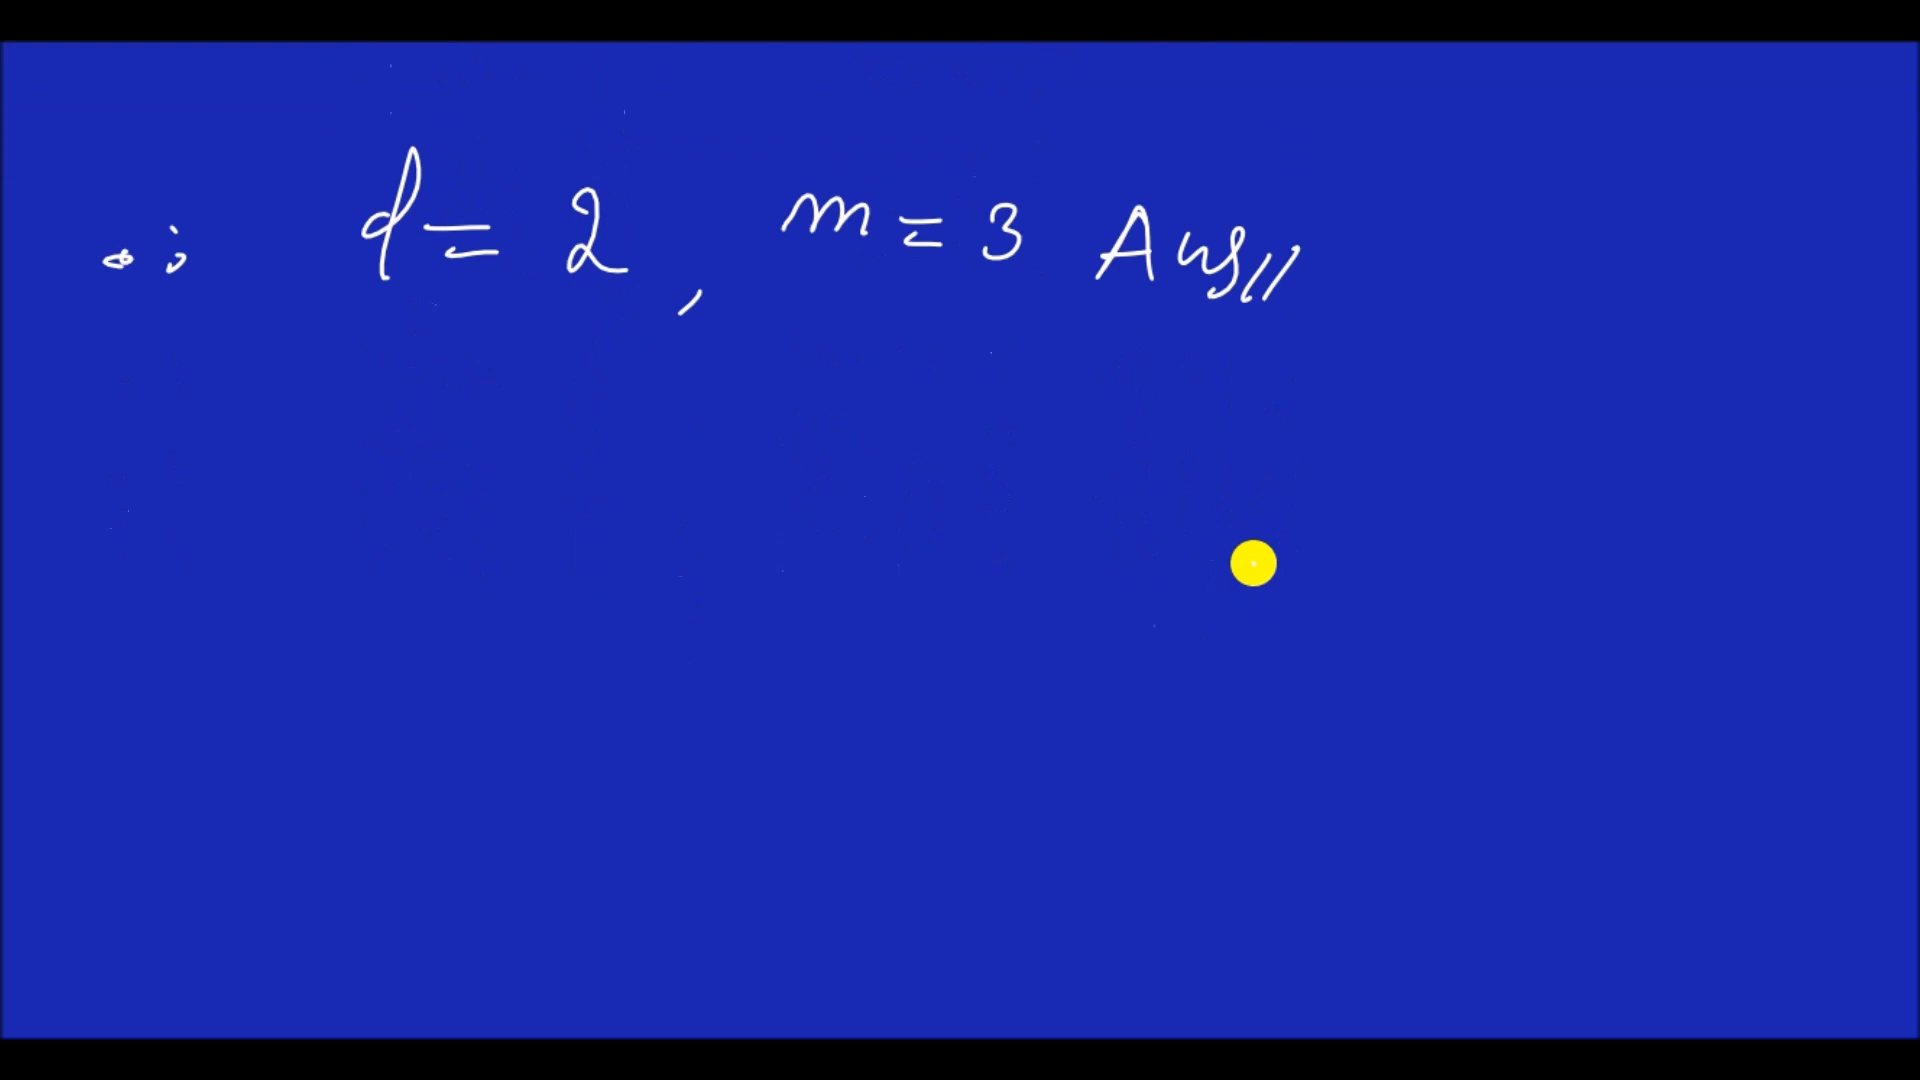 ∴ d = 2, m = 3 Ans//